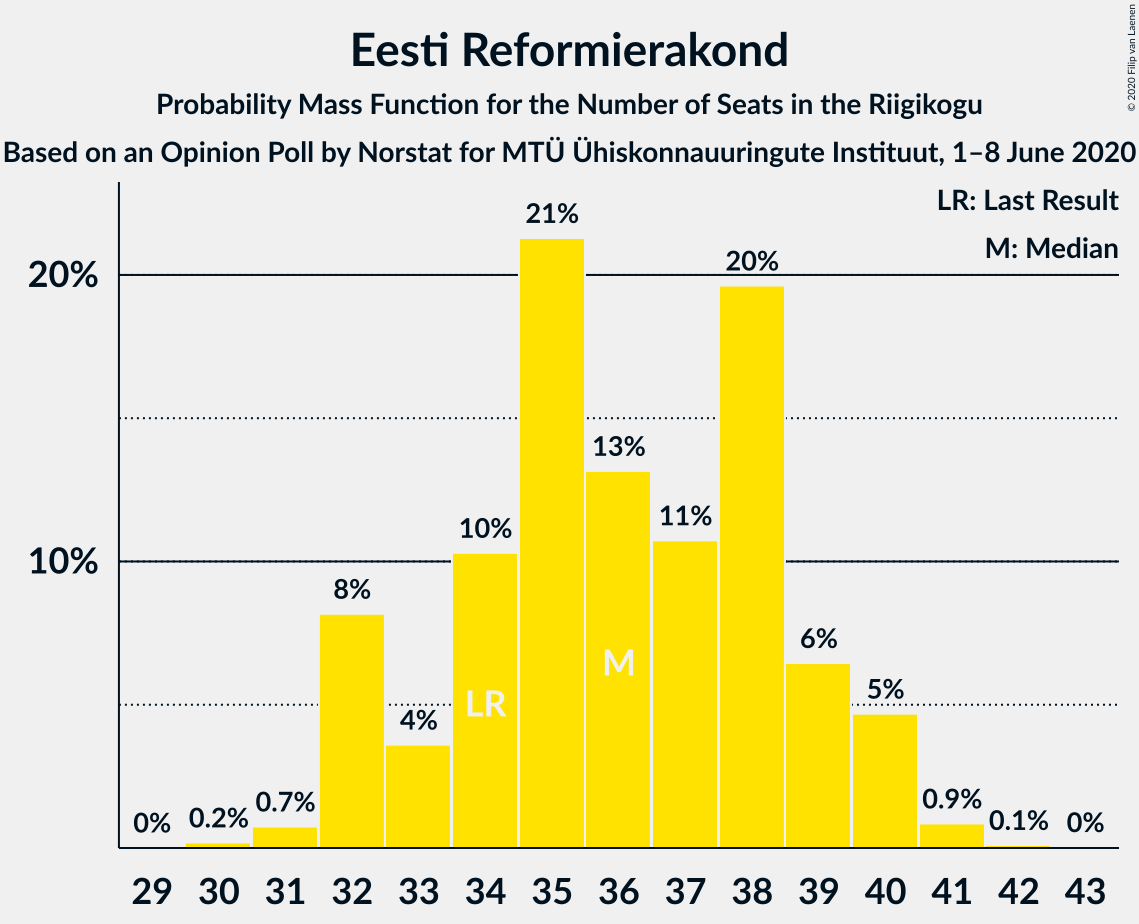 Eesti Reformierakond
Probability Mass Function for the Number of Seats in the Riigikogu
Based on an Opinion Poll by Norstat for MTÜ Ühiskonnauuringute Instituut, 1–8 June 2020
© 2020 Filip van Laenen
LR: Last Result
M: Median
20%
10%
0%
0.2%
0.7%
8%
4%
10%
21%
13%
11%
20%
6%
5%
0.9%
0.1%
0%
LR
M
29 30 31 32 33 34 35 36 37 38 39 40 41 42 43